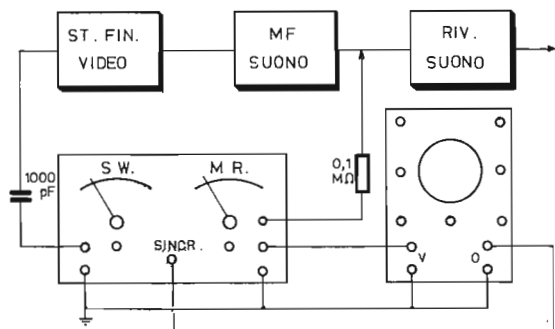 ST. FIN.
VIDEO
MF
SUONO
RIV.
SUONO
1000
pF
S W.
M R.
0,1
MΩ
SINCR.
V
O